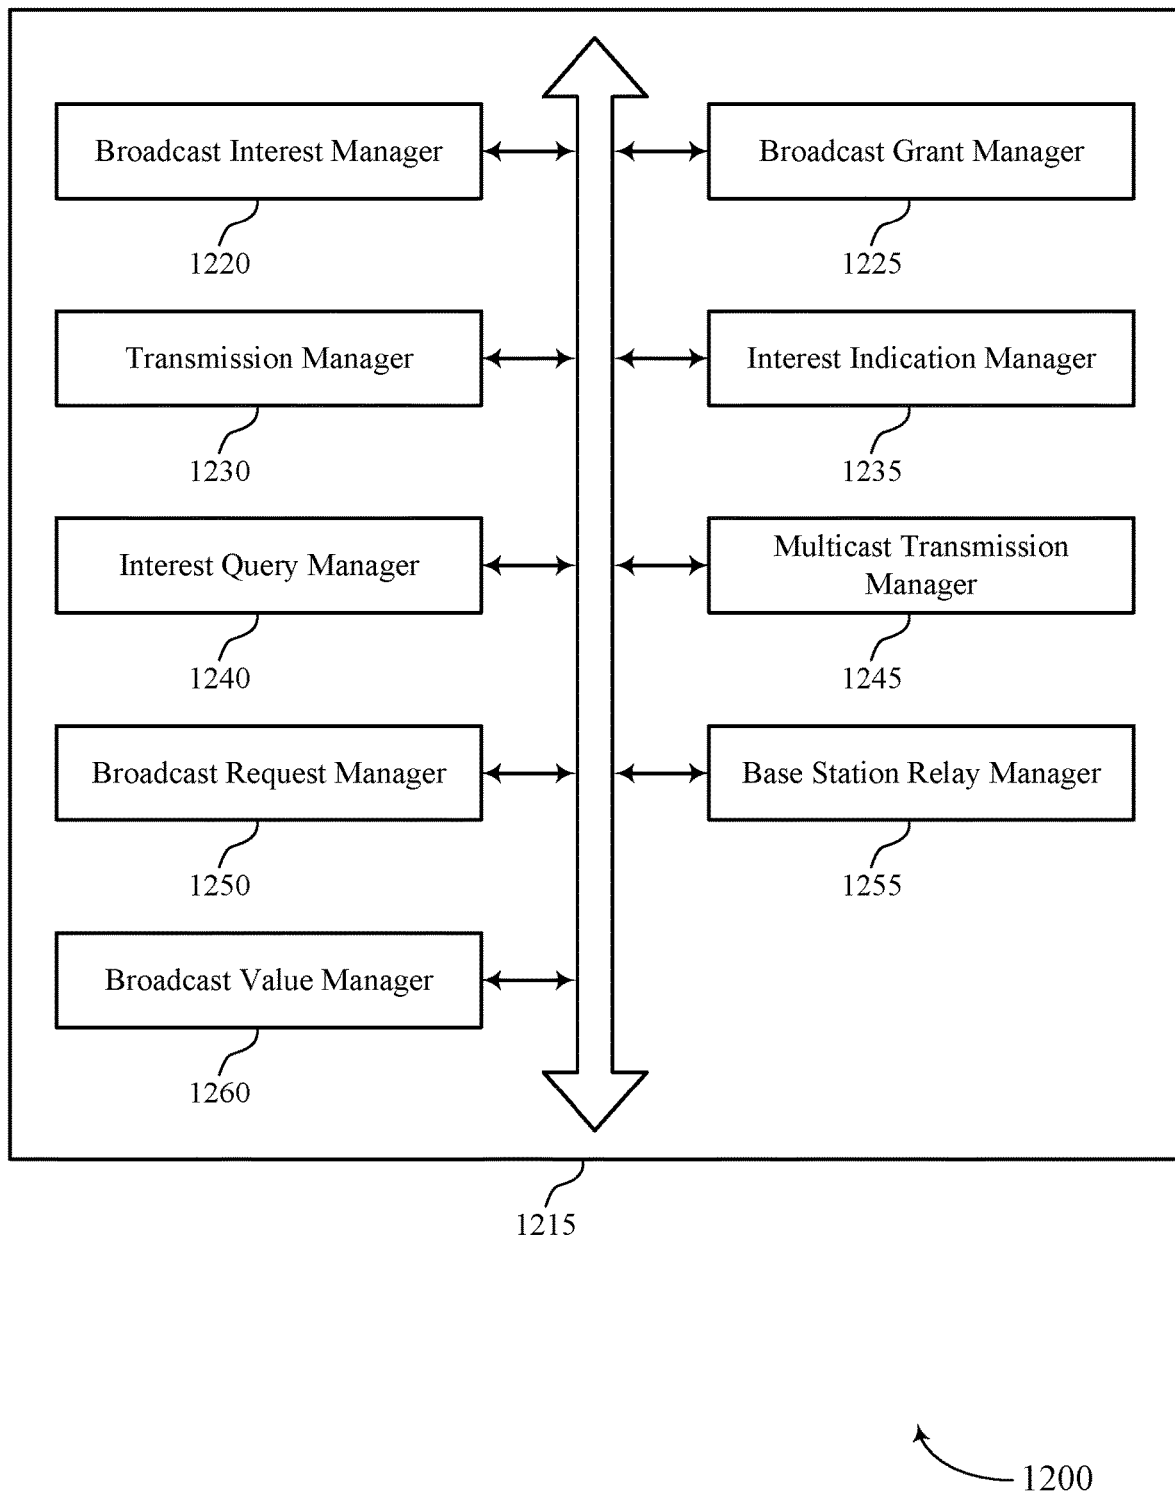 Broadcast Interest Manager
Broadcast Grant Manager
1220
1225
Transmission Manager
Interest Indication Manager
1230
1235
Interest Query Manager
Multicast Transmission
Manager
1240
1245
Broadcast Request Manager
Base Station Relay Manager
1250
1255
Broadcast Value Manager
1260
1215
1200